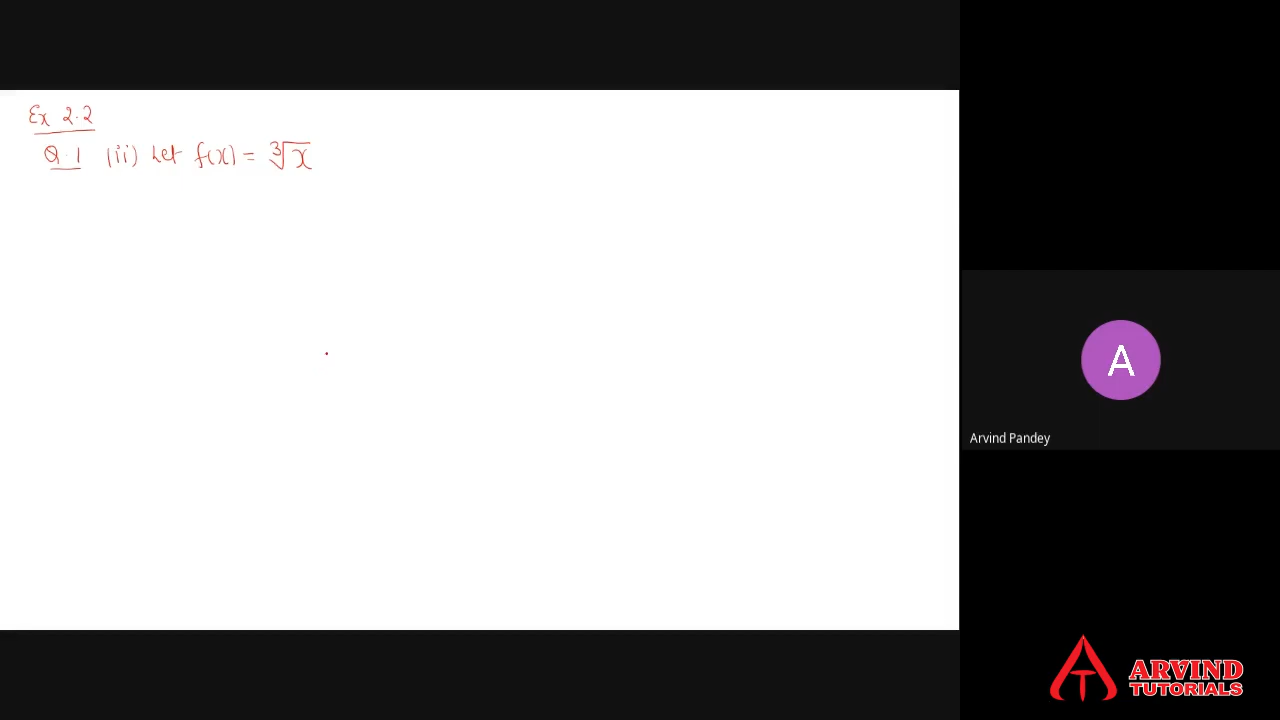 Ex 2.2
Q.1 (ii) Let f(x) = ∛x
A
Arvind Pandey
ARVIND
TUTORIALS